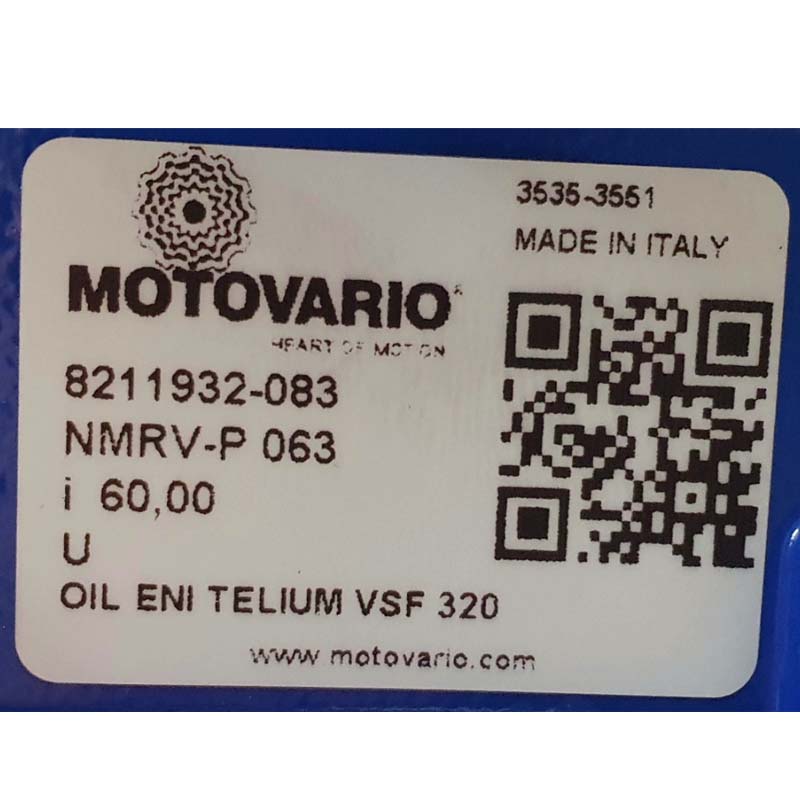 3535-3551
MADE IN ITALY
MOTOVARIO
HEART OF MOTION
8211932-083
NMRV-P 063
i 60,00
U
OIL ENI TELIUM VSF 320
www.motovario.com